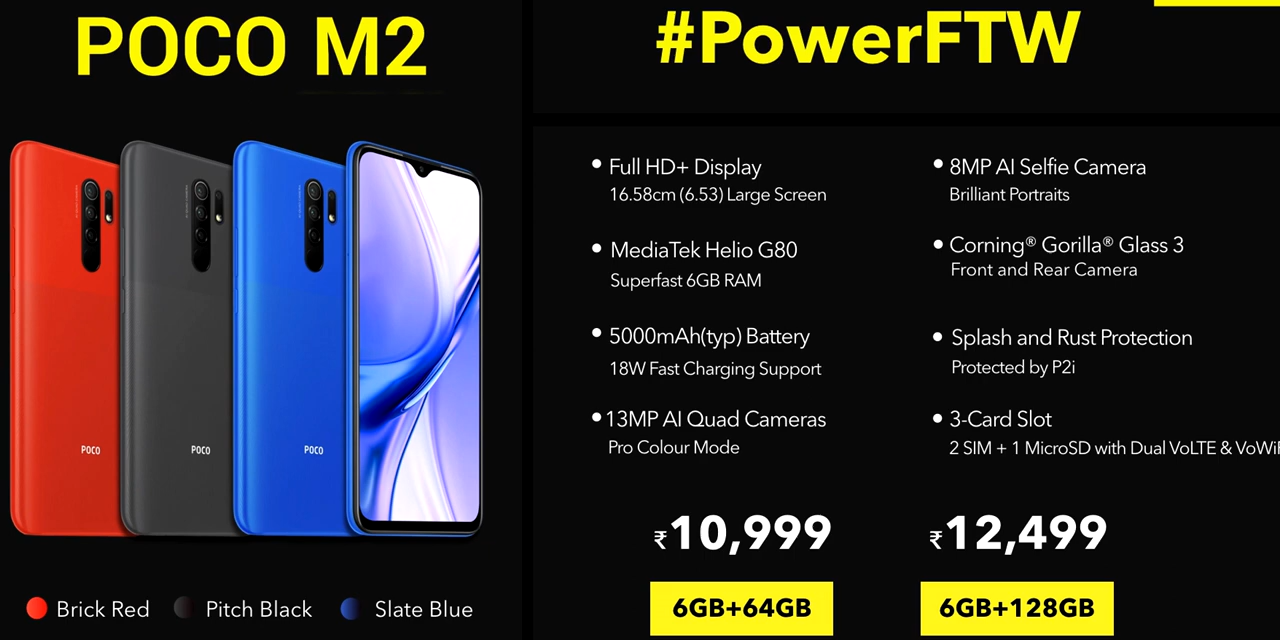 POCO M2
#PowerFTW
• Full HD+ Display
16.58cm (6.53) Large Screen
• MediaTek Helio G80
Superfast 6GB RAM
• 5000mAh(typ) Battery
18W Fast Charging Support
• 13MP AI Quad Cameras
Pro Colour Mode
• 8MP AI Selfie Camera
Brilliant Portraits
• Corning® Gorilla® Glass 3
Front and Rear Camera
• Splash and Rust Protection
Protected by P2i
• 3-Card Slot
2 SIM + 1 MicroSD with Dual VoLTE & VoWiF
₹10,999
6GB+64GB
₹12,499
6GB+128GB
POCO
POCO
POCO
Brick Red
Pitch Black
Slate Blue